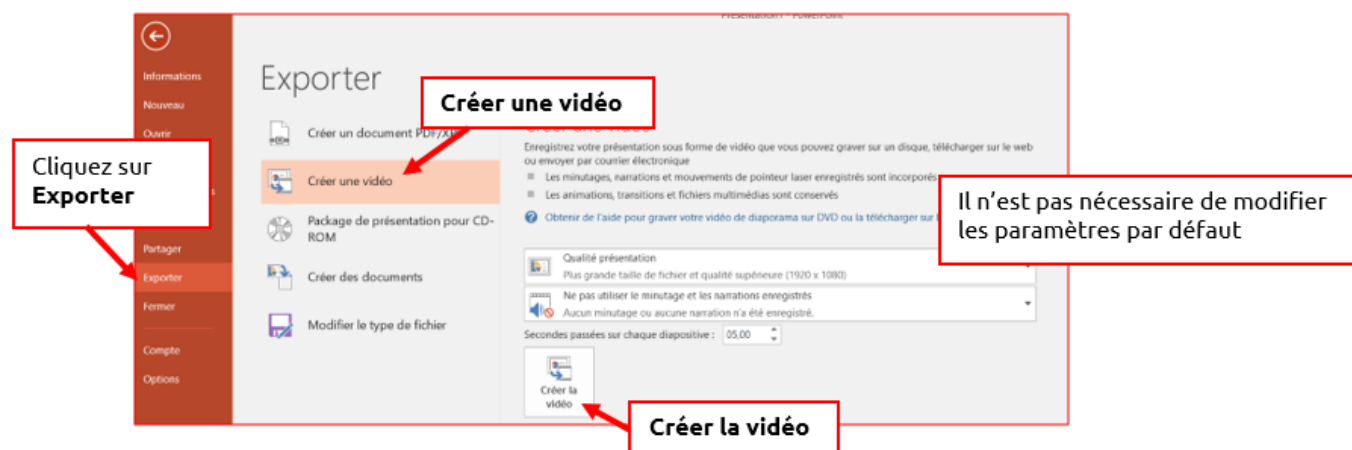 Présentation1 - PowerPoint
Informations
Nouveau
Ouvrir
Partager
Exporter
Fermer
Compte
Options
Cliquez sur
Exporter
Exporter
Créer un document PDF/XP
Créer une vidéo
Package de présentation pour CD-
ROM
Créer des documents
Modifier le type de fichier
Créer une vidéo
Créer une vidéo
Enregistrez votre présentation sous forme de vidéo que vous pouvez graver sur un disque, télécharger sur le web
ou envoyer par courrier électronique
Les minutages, narrations et mouvements de pointeur laser enregistrés sont incorporés
Les animations, transitions et fichiers multimédias sont conservés
Obtenir de l'aide pour graver votre vidéo de diaporama sur DVD ou la télécharger sur
Il n’est pas nécessaire de modifier
les paramètres par défaut
Qualité présentation
Plus grande taille de fichier et qualité supérieure (1920 x 1080)
Ne pas utiliser le minutage et les narrations enregistrés
Aucun minutage ou aucune narration n'a été enregistré.
Secondes passées sur chaque diapositive : 05,00
Créer la
vidéo
Créer la vidéo